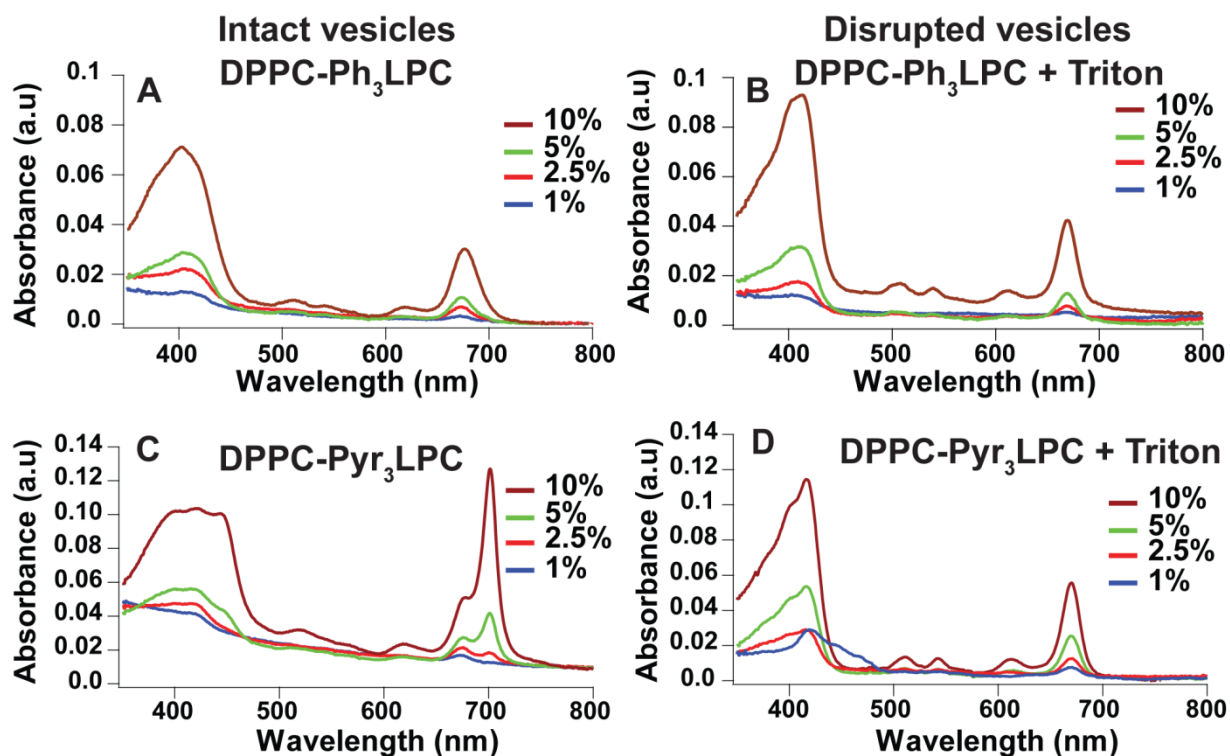 Intact vesicles
DPPC-Ph₃LPC
Disrupted vesicles
DPPC-Ph₃LPC + Triton
A
10%
5%
2.5%
1%
0.1
0.08
0.06
0.04
0.02
0.0
Absorbance (a.u)
400 500 600 700 800
Wavelength (nm)
B
10%
5%
2.5%
1%
0.1
0.08
0.06
0.04
0.02
0.0
Absorbance (a.u)
400 500 600 700 800
Wavelength (nm)
C
DPPC-Pyr₃LPC
10%
5%
2.5%
1%
0.14
0.12
0.10
0.08
0.06
0.04
0.02
0.0
Absorbance (a.u)
400 500 600 700 800
Wavelength (nm)
D
DPPC-Pyr₃LPC + Triton
10%
5%
2.5%
1%
0.14
0.12
0.10
0.08
0.06
0.04
0.02
0.0
Absorbance (a.u)
400 500 600 700 800
Wavelength (nm)